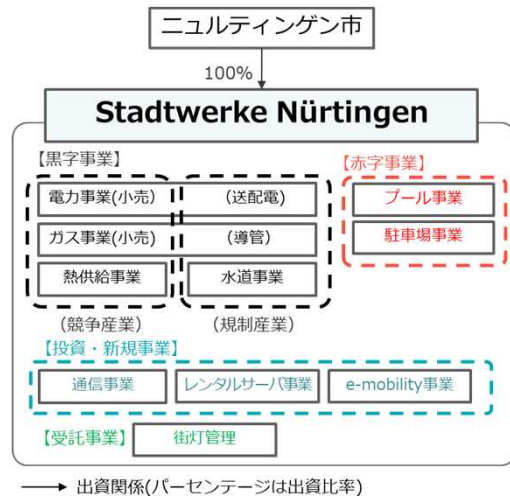 ニュルティンゲン市
100%
Stadtwerke Nürtingen
【黒字事業】
【赤字事業】
電力事業(小売)
(送配電)
プール事業
ガス事業(小売)
(導管)
駐車場事業
熱供給事業
水道事業
(競争産業)
(規制産業)
【投資・新規事業】
通信事業
レンタルサーバ事業
e-mobility事業
【受託事業】
街灯管理
出資関係(パーセンテージは出資比率)